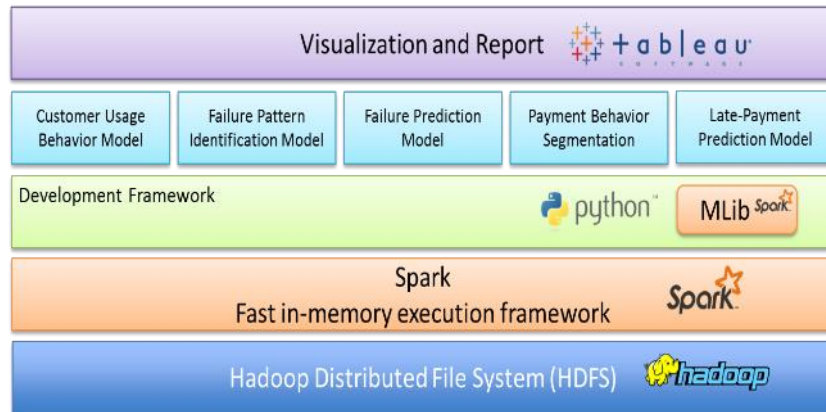 Visualization and Report
+ a b | e a u
S O F T W A R E
Customer Usage
Behavior Model
Failure Pattern
Identification Model
Failure Prediction
Model
Payment Behavior
Segmentation
Late-Payment
Prediction Model
Development Framework
python™
MLib Spark
Spark
Fast in-memory execution framework
Spark
Hadoop Distributed File System (HDFS)
hadoop